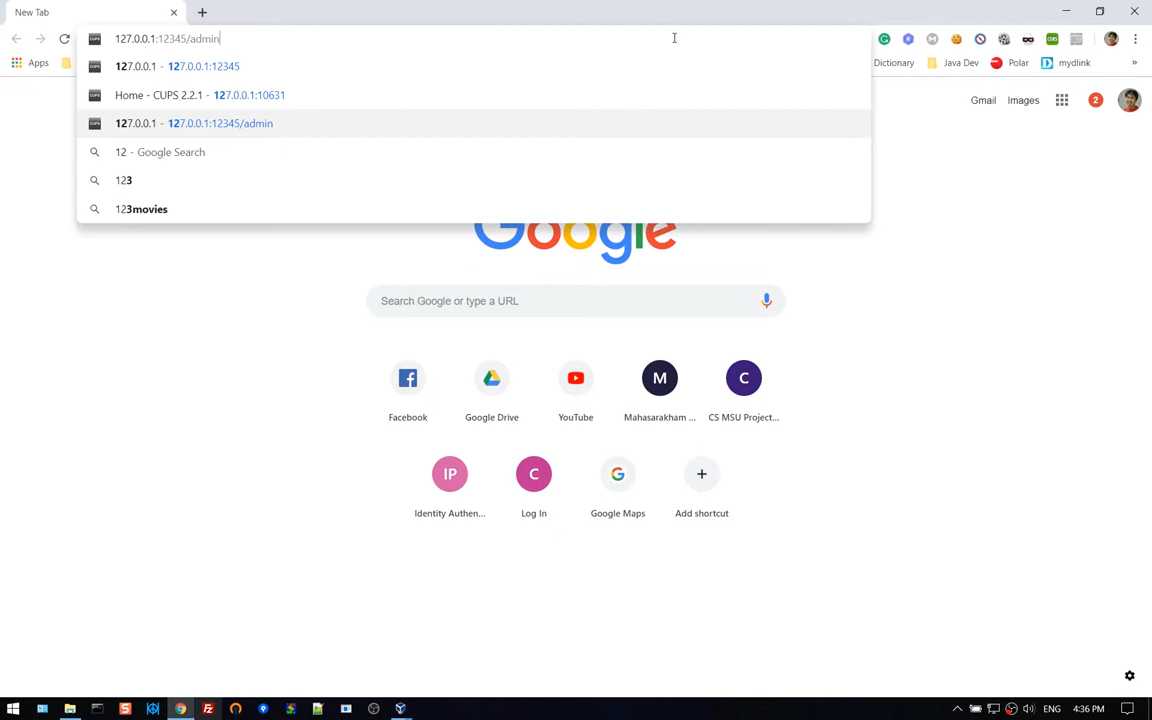 New Tab
127.0.0.1:12345/admin
127.0.0.1 - 127.0.0.1:12345
Home - CUPS 2.2.1 - 127.0.0.1:10631
127.0.0.1 - 127.0.0.1:12345/admin
12 - Google Search
123
123movies
Apps
Dictionary
Java Dev
Polar
mydlink
»
Gmail
Images
2
Google
Search Google or type a URL
M
C
Facebook
Google Drive
YouTube
Mahasarakham ...
CS MSU Project...
IP
C
Identity Authen...
Log In
Google Maps
Add shortcut
ENG
4:36 PM